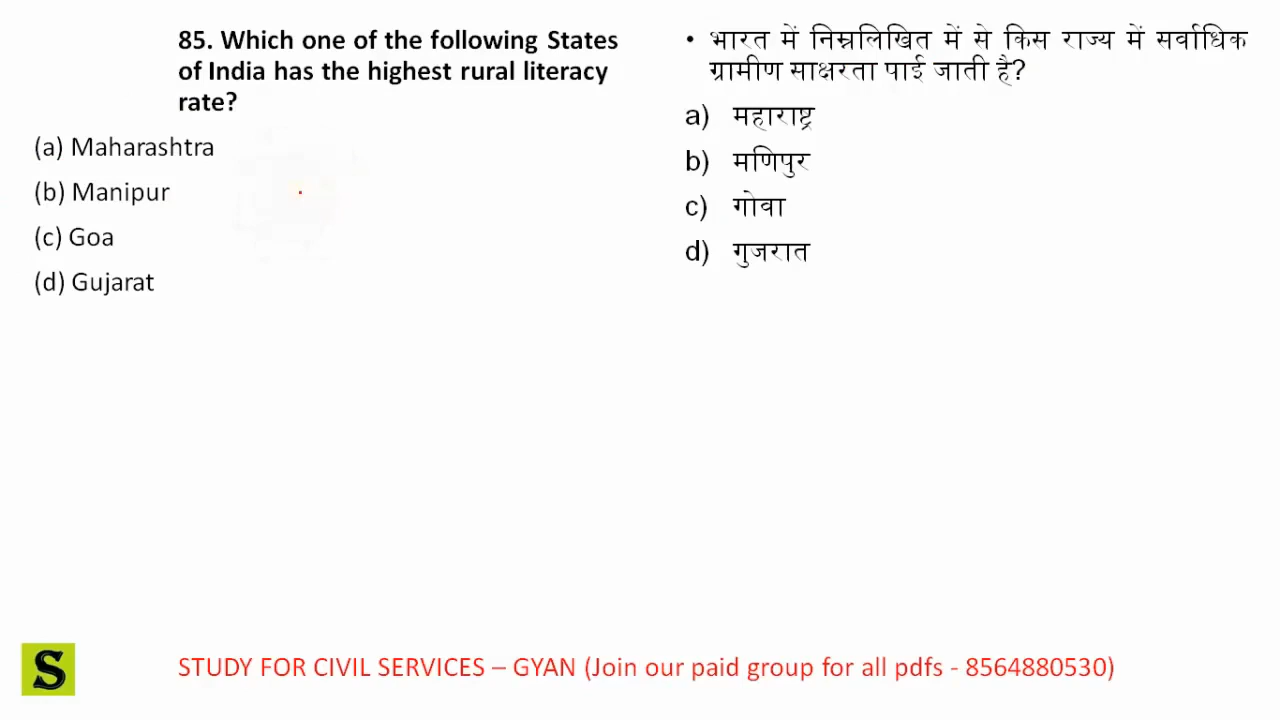 85. Which one of the following States
of India has the highest rural literacy
rate?
(a) Maharashtra
(b) Manipur
(c) Goa
(d) Gujarat
• भारत में निम्नलिखित में से किस राज्य में सर्वाधिक
ग्रामीण साक्षरता पाई जाती है?
a) महाराष्ट्र
b) मणिपुर
c) गोवा
d) गुजरात
S
STUDY FOR CIVIL SERVICES – GYAN (Join our paid group for all pdfs - 8564880530)